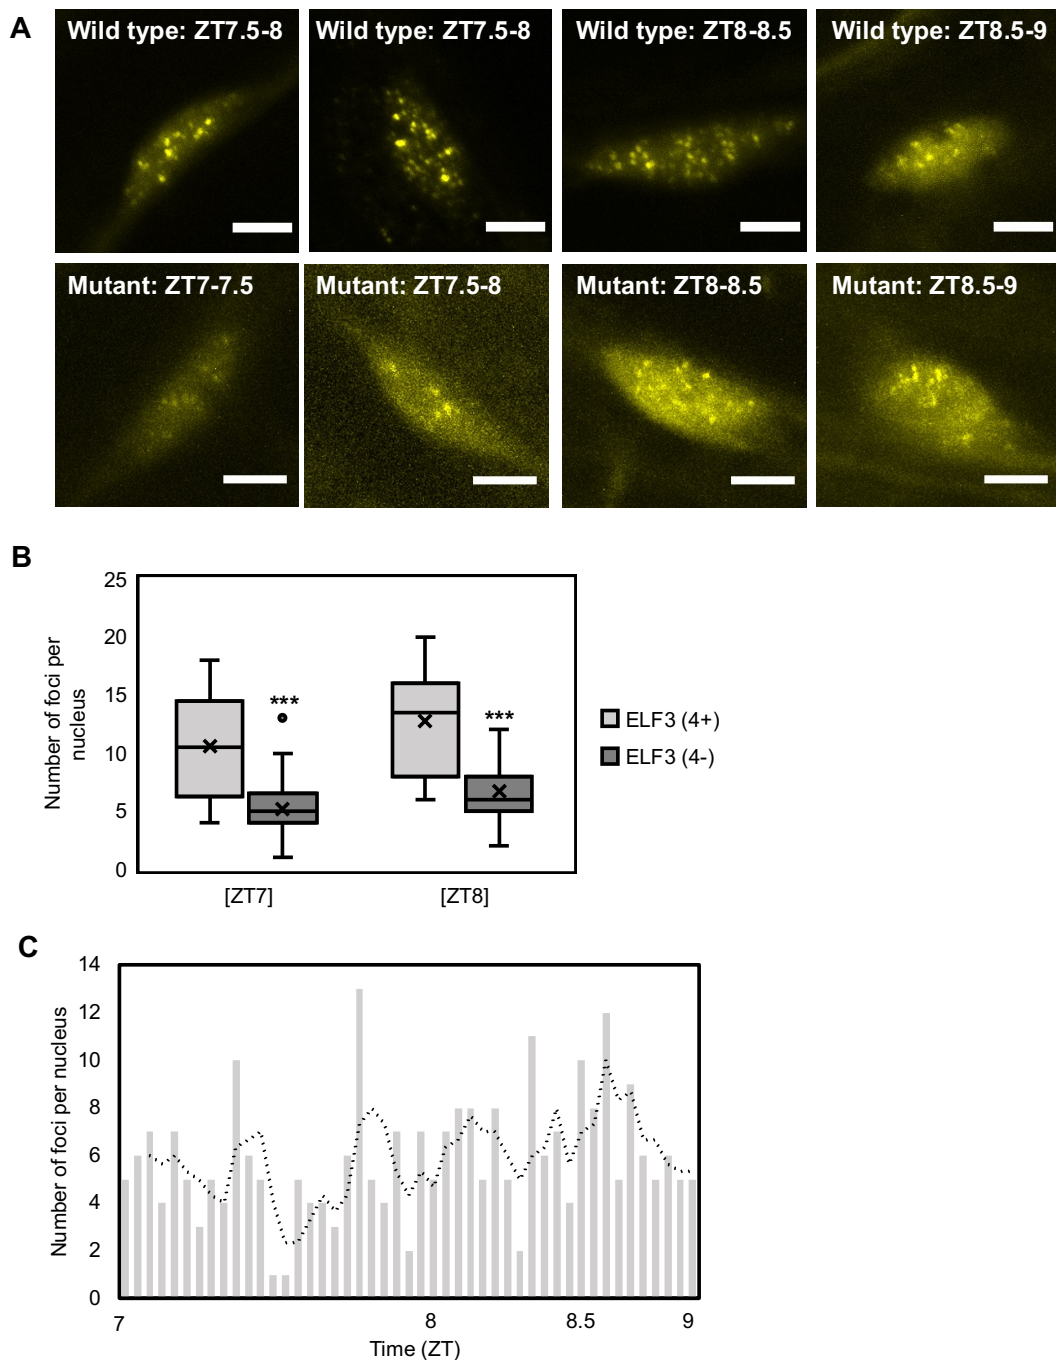 A
Wild type: ZT7.5-8
Wild type: ZT7.5-8
Wild type: ZT8-8.5
Wild type: ZT8.5-9
Mutant: ZT7-7.5
Mutant: ZT7.5-8
Mutant: ZT8-8.5
Mutant: ZT8.5-9
B
Number of foci per
nucleus
25
20
15
10
5
0
***
***
[ZT7]
[ZT8]
ELF3 (4+)
ELF3 (4-)
C
Number of foci per nucleus
14
12
10
8
6
4
2
0
7
8
8.5
9
Time (ZT)